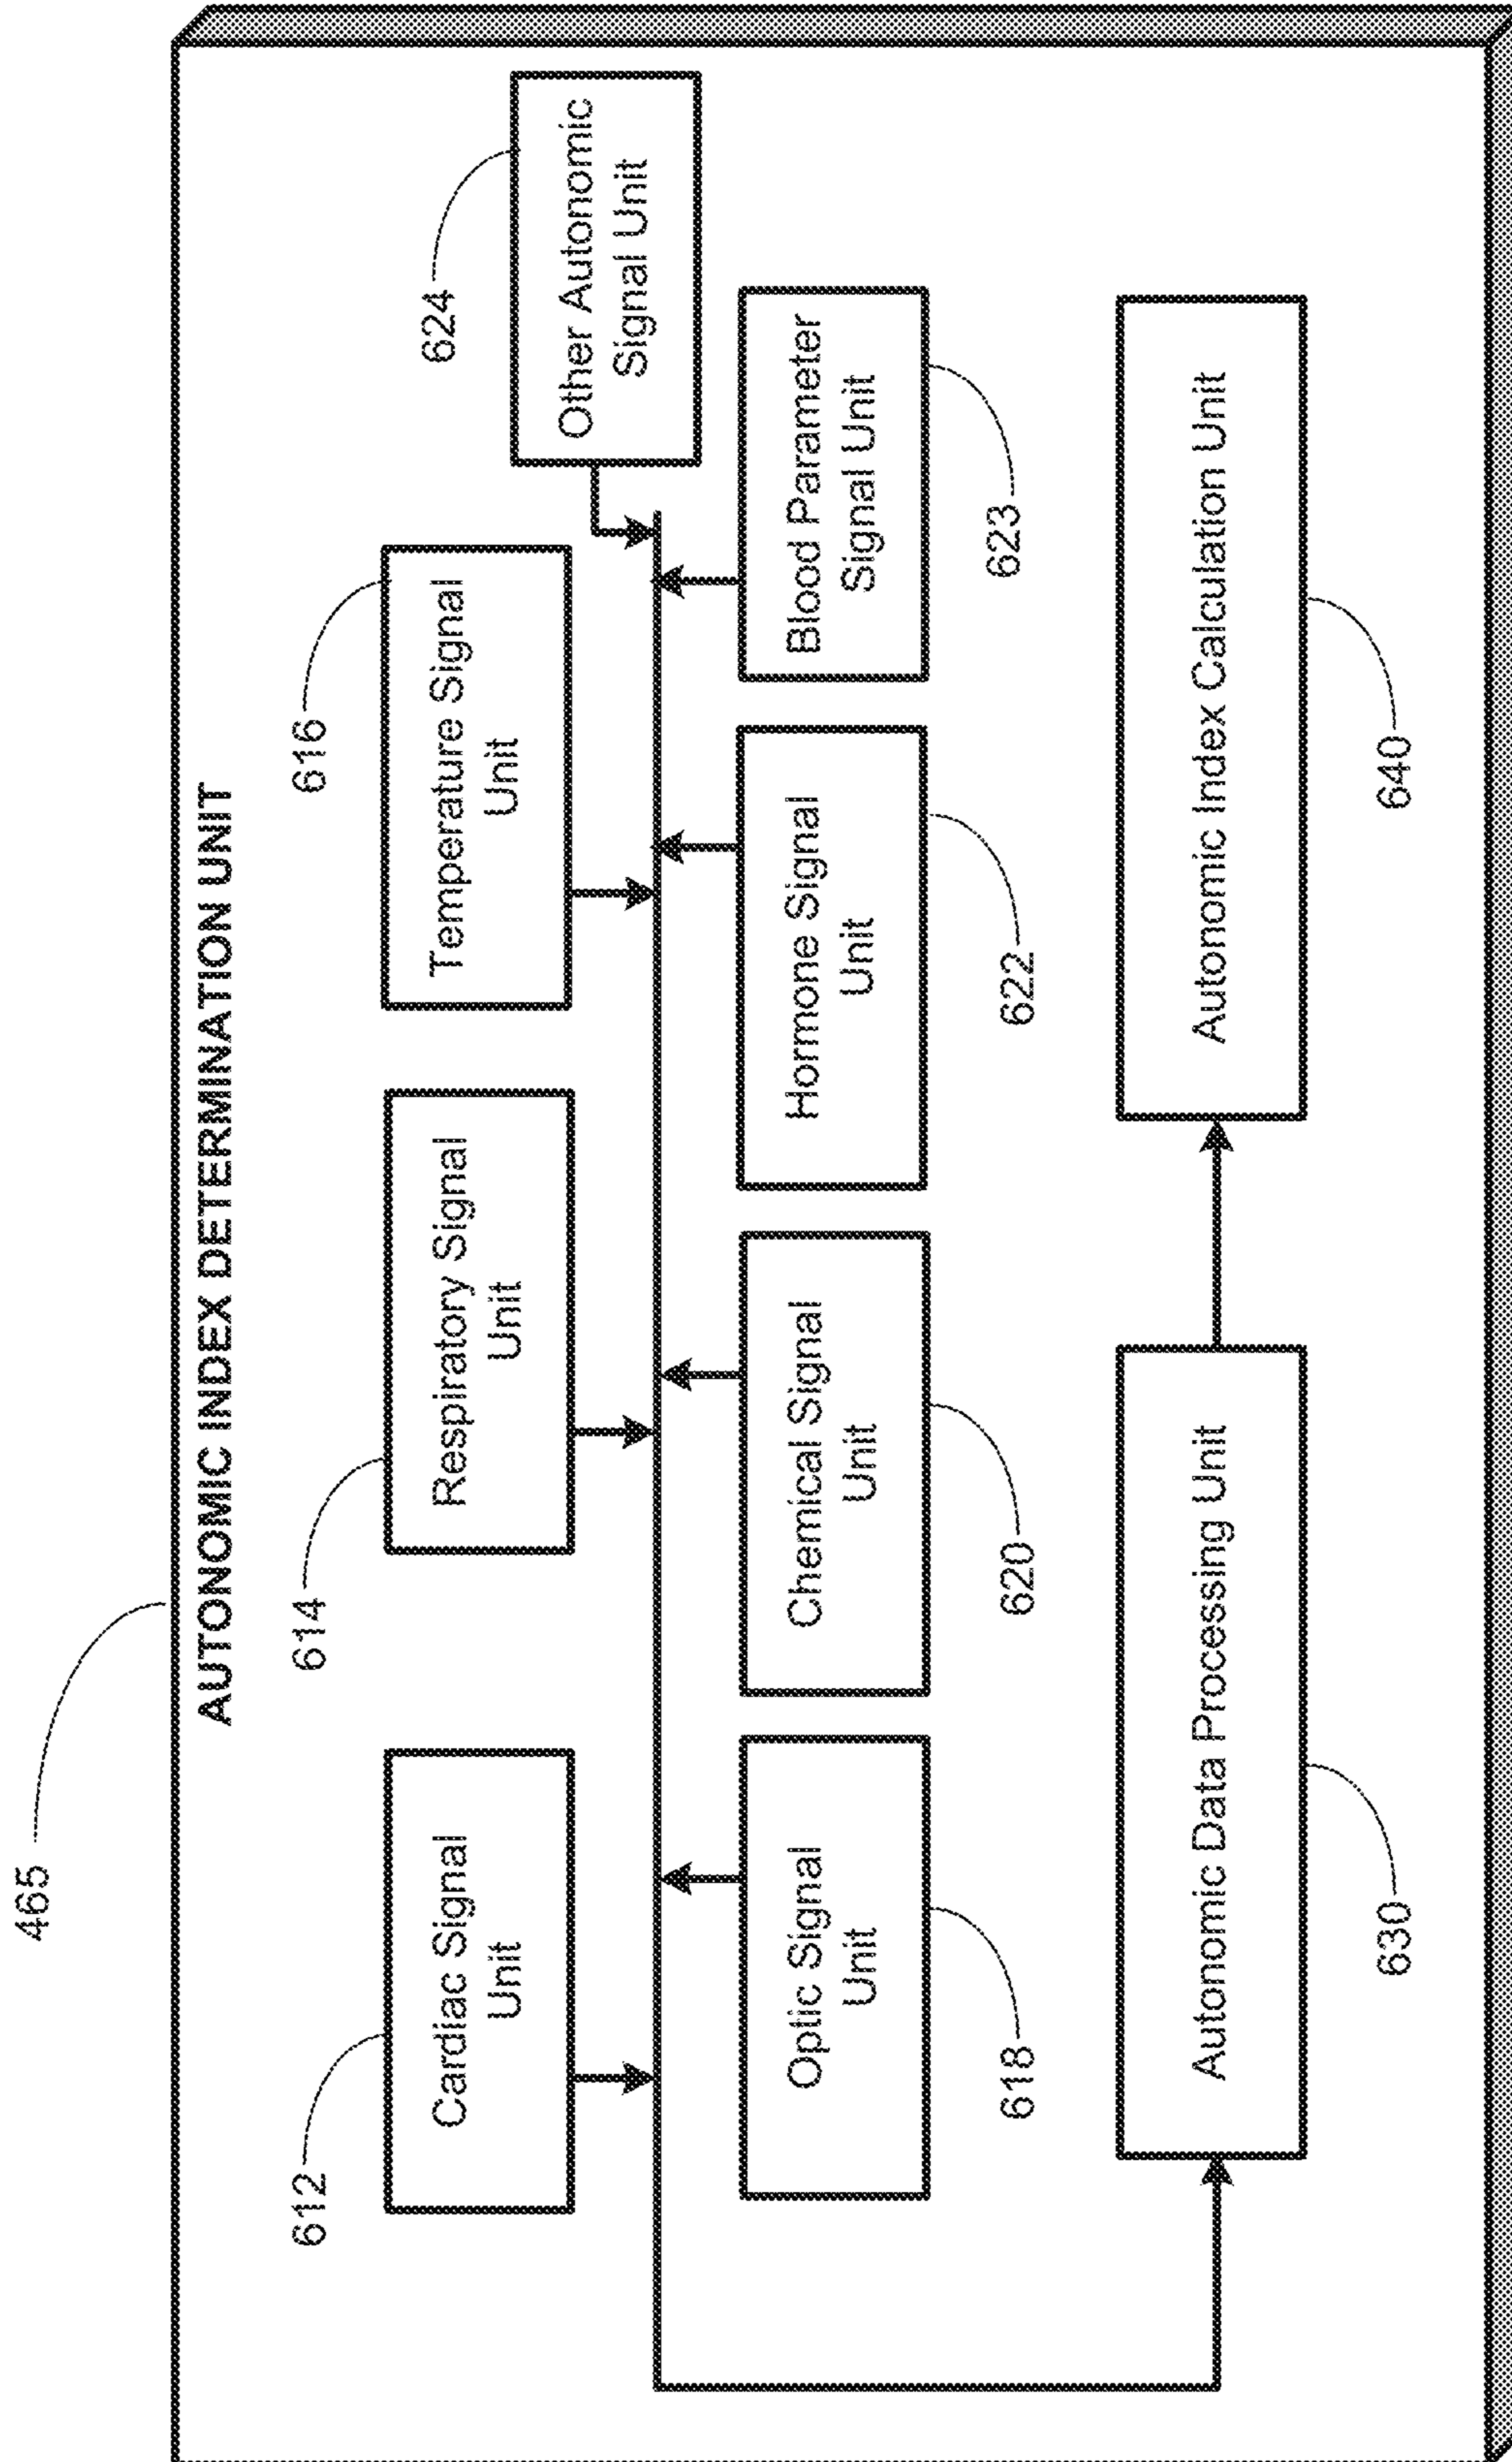 465
AUTONOMIC INDEX DETERMINATION UNIT
612
614
616
624
Cardiac Signal
Unit
Respiratory Signal
Unit
Temperature Signal
Unit
Other Autonomic
Signal Unit
Optic Signal
Unit
Chemical Signal
Unit
Hormone Signal
Unit
Blood Parameter
Signal Unit
618
620
622
623
Autonomic Data Processing Unit
Autonomic Index Calculation Unit
630
640